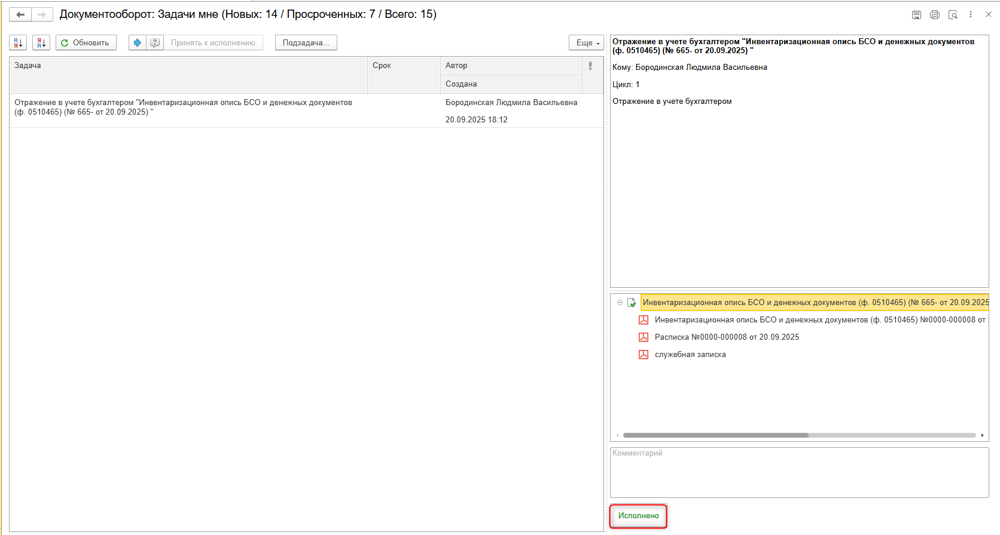 Документооборот: Задачи мне (Новых: 14 / Просроченных: 7 / Всего: 15)
Обновить
Принять к исполнению
Подзадача...
Еще
Задача
Срок
Автор
Создана
Отражение в учете бухгалтером "Инвентаризационная опись БСО и денежных документов
(ф. 0510465) (№ 665- от 20.09.2025) "
Бородинская Людмила Васильевна
20.09.2025 18:12
Отражение в учете бухгалтером "Инвентаризационная опись БСО и денежных документов
(ф. 0510465) (№ 665- от 20.09.2025) "
Кому: Бородинская Людмила Васильевна
Цикл: 1
Отражение в учете бухгалтером
Инвентаризационная опись БСО и денежных документов (ф. 0510465) (№ 665- от 20.09.2025
Инвентаризационная опись БСО и денежных документов (ф. 0510465) №0000-000008 от
Расписка №0000-000008 от 20.09.2025
служебная записка
Комментарий
Исполнено